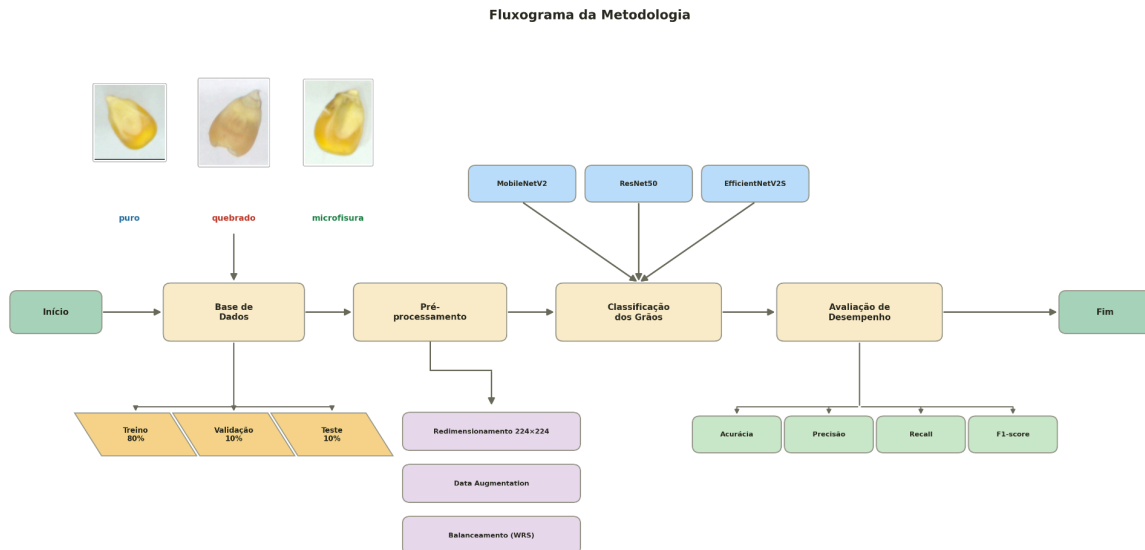 Fluxograma da Metodologia
puro
quebrado
microfisura
MobileNetV2
ResNet50
EfficientNetV2S
Início
Base de
Dados
Pré-
processamento
Classificação
dos Grãos
Avaliação de
Desempenho
Fim
Treino
80%
Validação
10%
Teste
10%
Redimensionamento 224×224
Data Augmentation
Balanceamento (WRS)
Acurácia
Precisão
Recall
F1-score